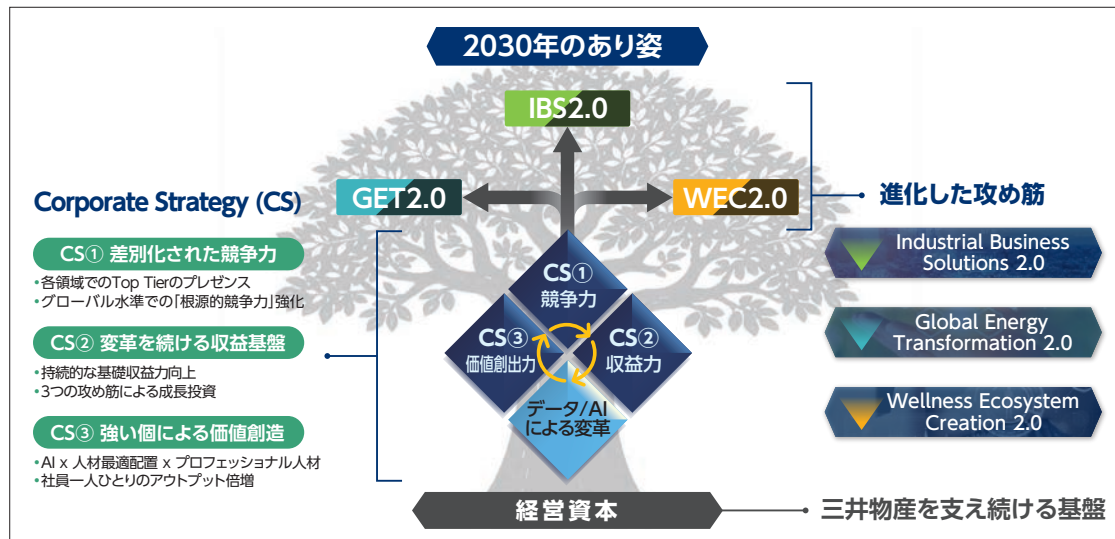 2030年のあり姿
IBS2.0
GET2.0
WEC2.0
Corporate Strategy (CS)
CS① 差別化された競争力
•各領域でのTop Tierのプレゼンス
•グローバル水準での「根源的競争力」強化
CS② 変革を続ける収益基盤
•持続的な基礎収益力向上
•3つの攻め筋による成長投資
CS③ 強い個による価値創造
•AI x 人材最適配置 x プロフェッショナル人材
•社員一人ひとりのアウトプット倍増
CS①
競争力
CS③
価値創出力
CS②
収益力
データ/AI
による変革
進化した攻め筋
Industrial Business
Solutions 2.0
Global Energy
Transformation 2.0
Wellness Ecosystem
Creation 2.0
経営資本
三井物産を支え続ける基盤